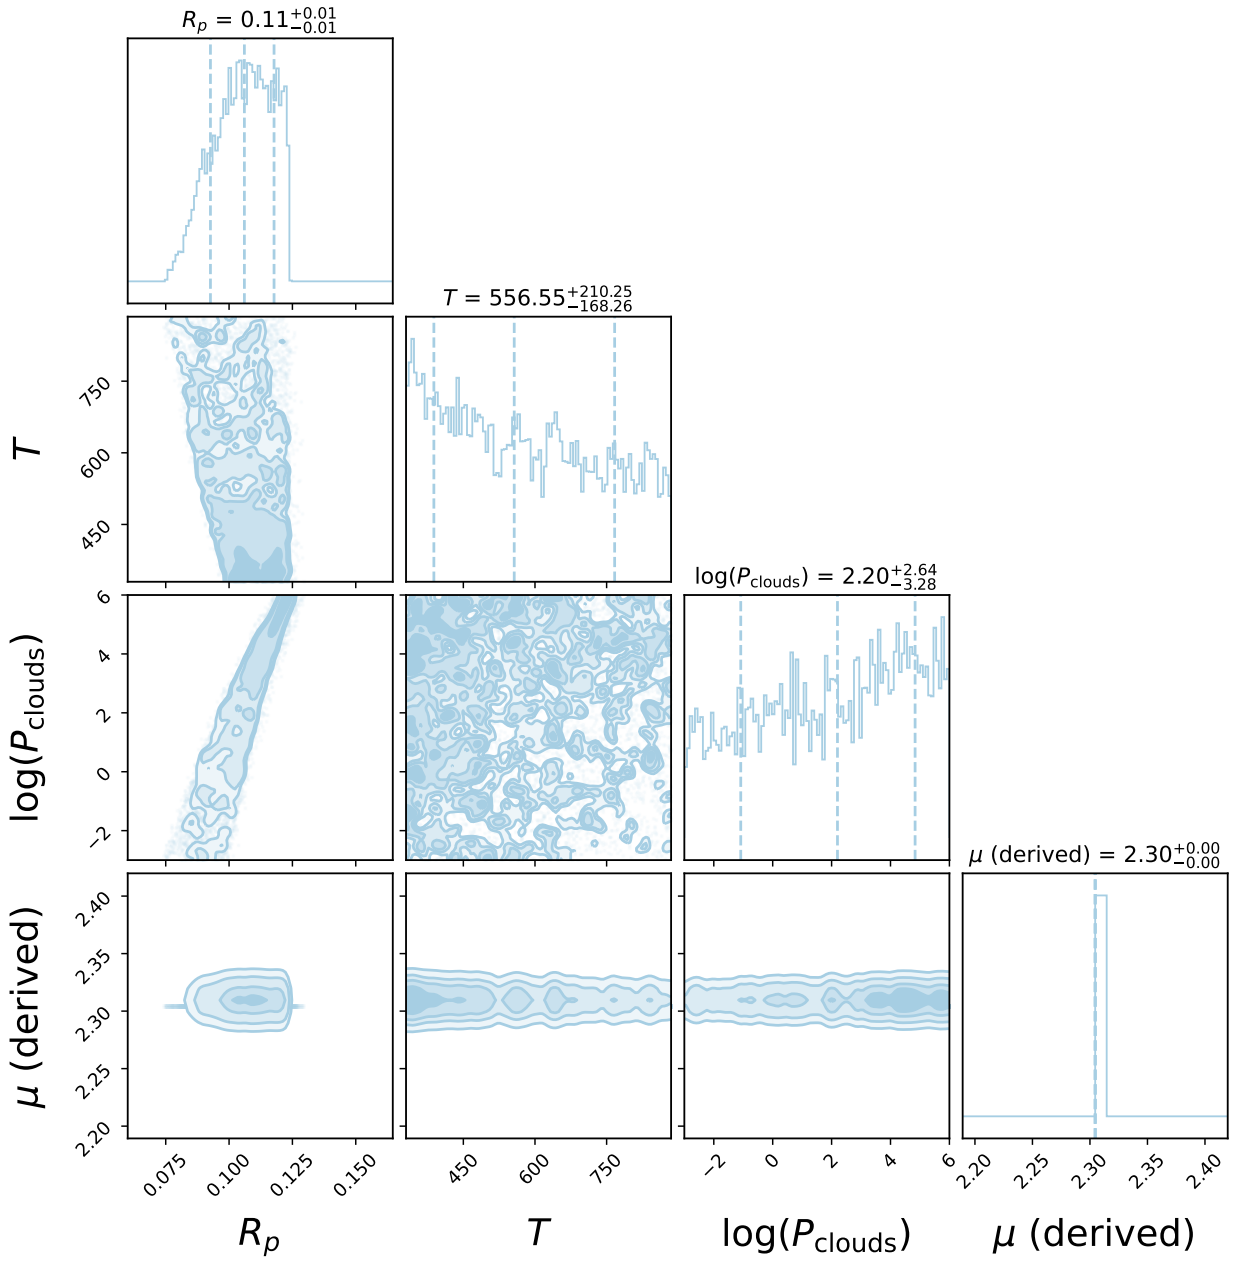 R_p = 0.11^{+0.01}_{−0.01}
T = 556.55^{+210.25}_{−168.26}
T
750
600
450
log(P_clouds) = 2.20^{+2.64}_{−3.28}
log(P_clouds)
6
4
2
0
−2
μ (derived) = 2.30^{+0.00}_{−0.00}
μ (derived)
2.40
2.35
2.30
2.25
2.20
0.075 0.100 0.125 0.150 450 600 750 −2 0 2 4 6 2.20 2.25 2.30 2.35 2.40
R_p T log(P_clouds) μ (derived)